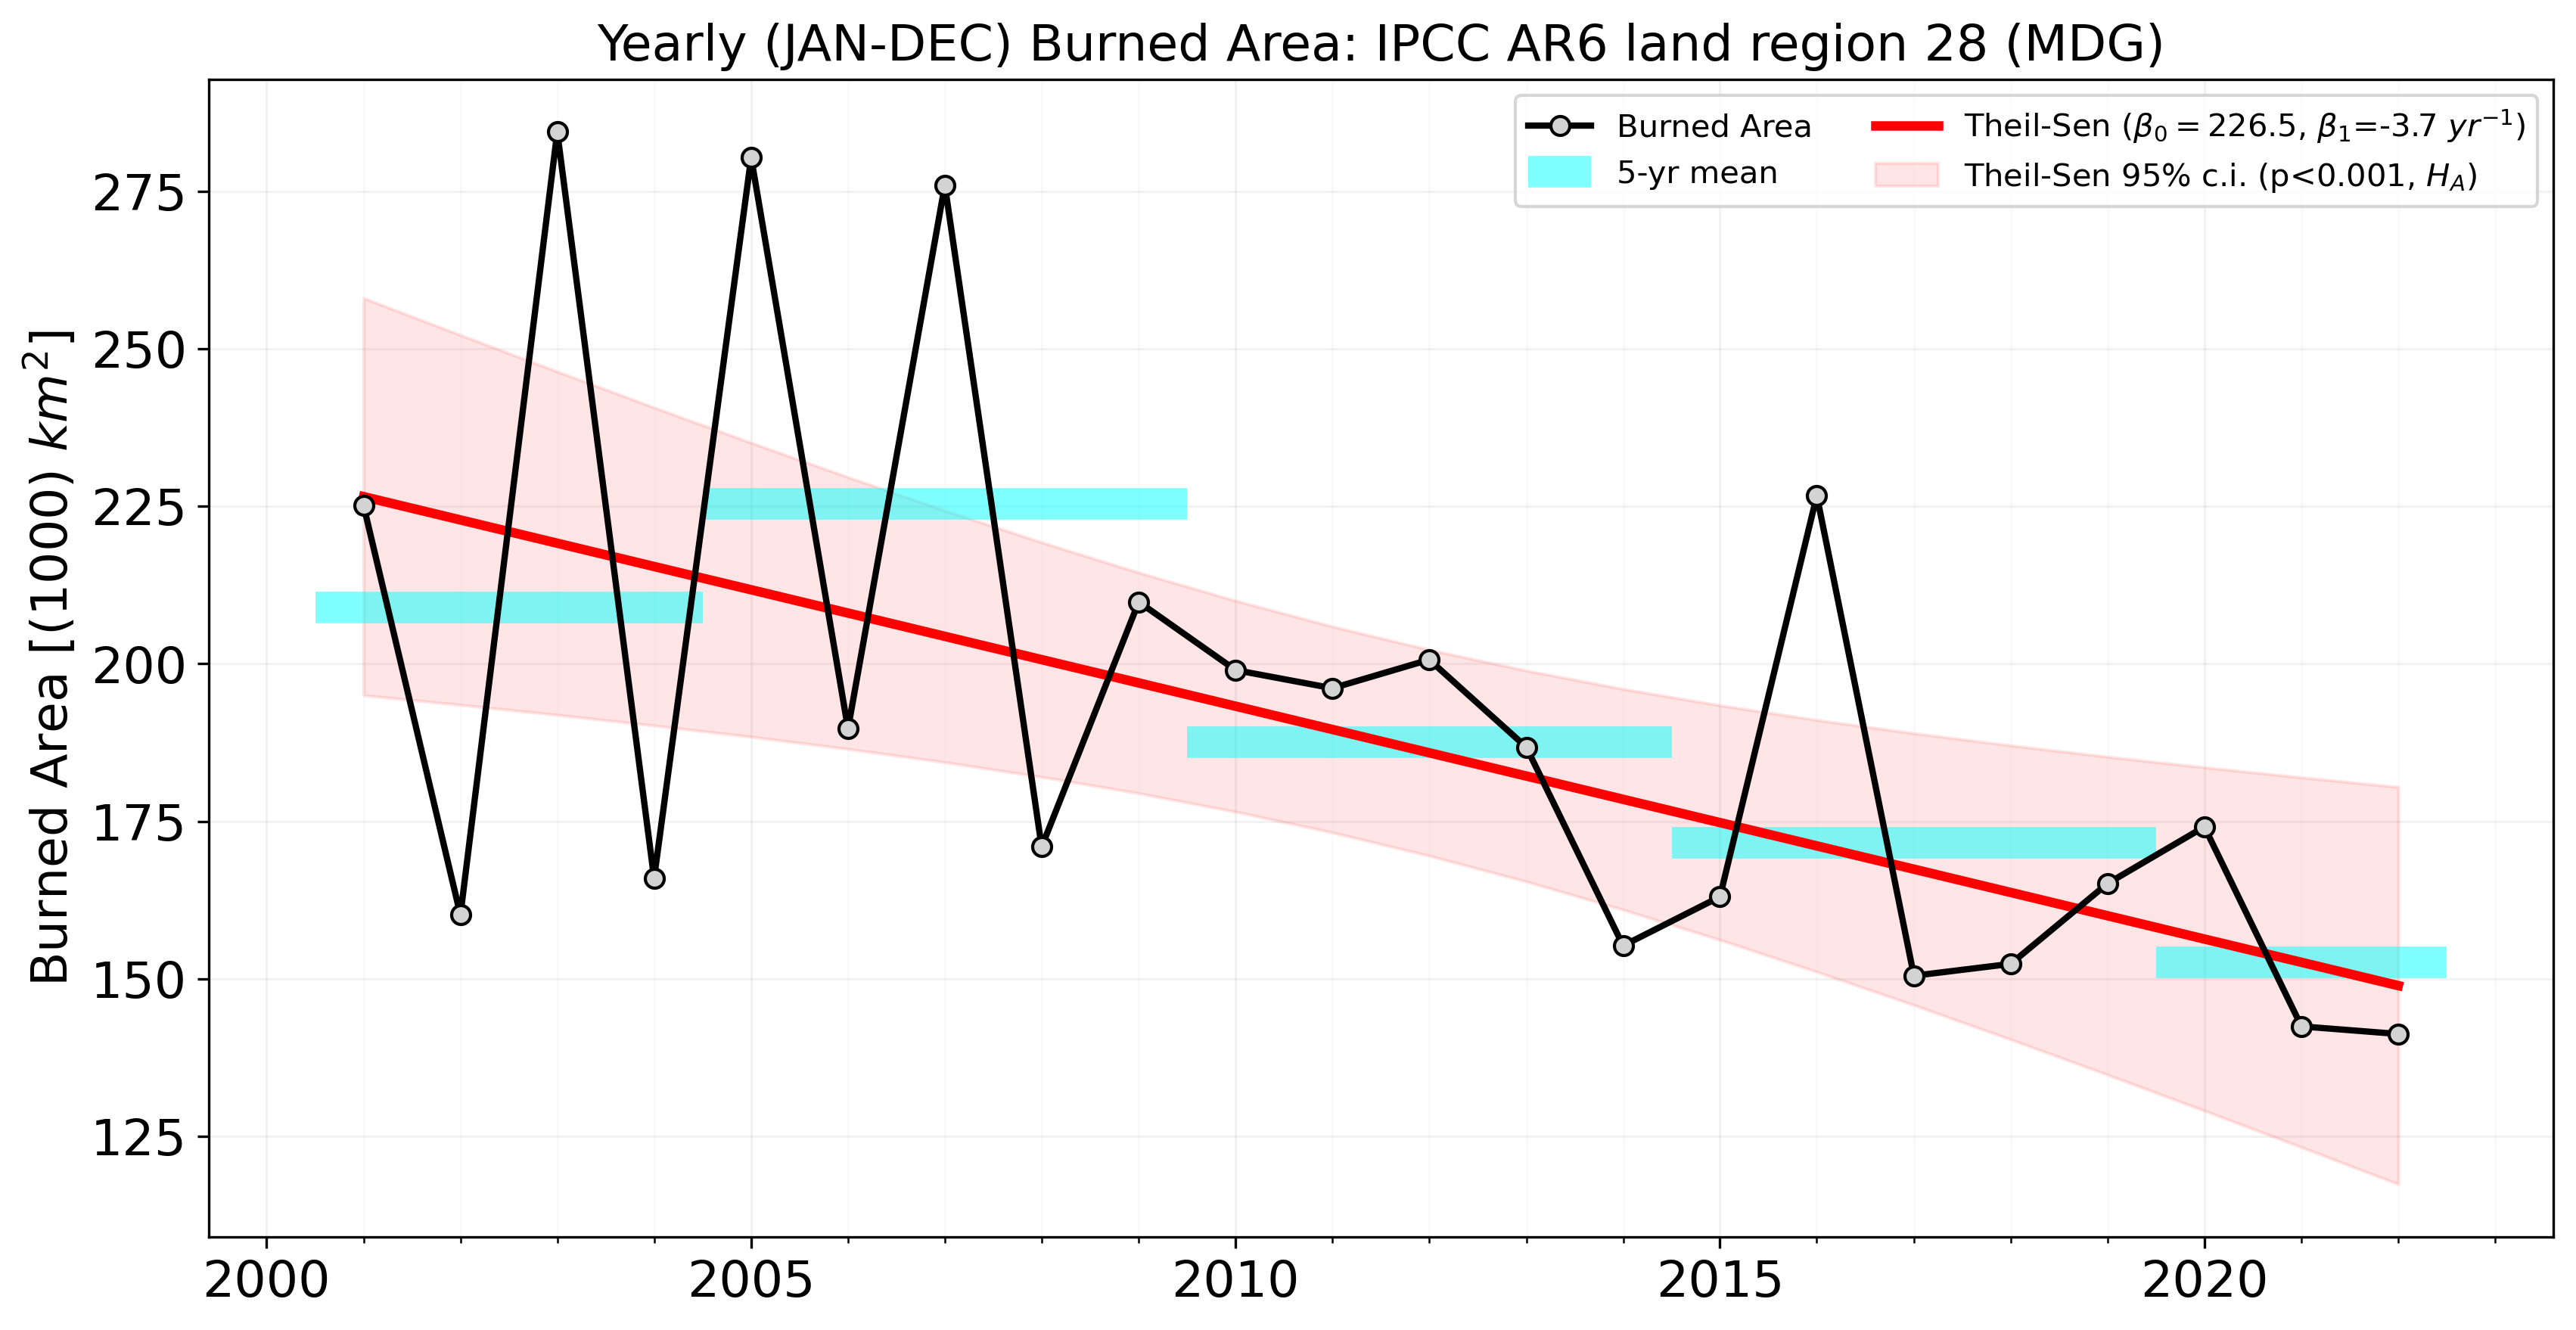 Yearly (JAN-DEC) Burned Area: IPCC AR6 land region 28 (MDG)
Burned Area
5-yr mean
Theil-Sen (β₀ = 226.5, β₁=-3.7 yr⁻¹)
Theil-Sen 95% c.i. (p<0.001, H_A)
Burned Area [(1000) km²]
275
250
225
200
175
150
125
2000 2005 2010 2015 2020